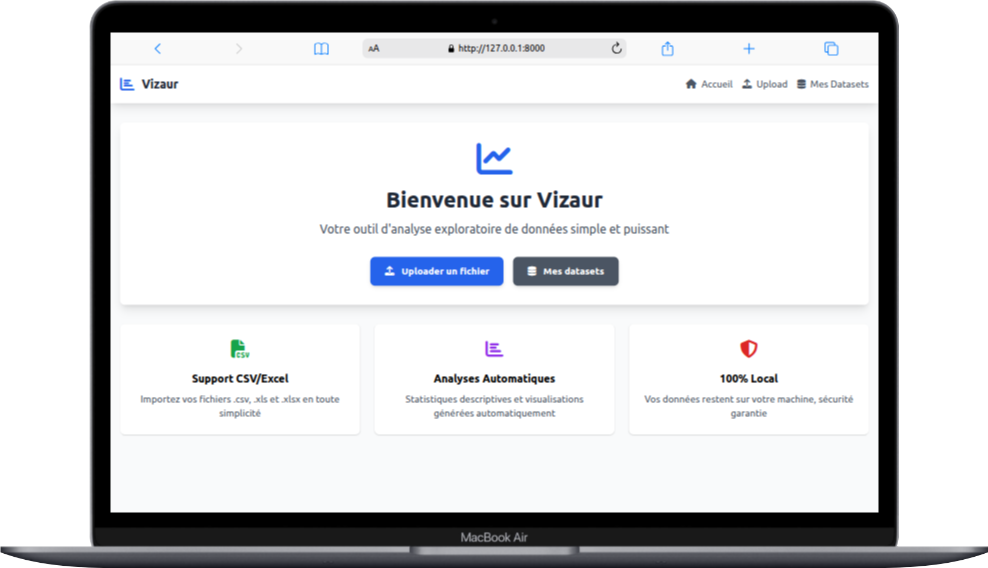 AA http://127.0.0.1:8000
Vizaur Accueil Upload Mes Datasets
Bienvenue sur Vizaur
Votre outil d'analyse exploratoire de données simple et puissant
Uploader un fichier Mes datasets
CSV
Support CSV/Excel
Importez vos fichiers .csv, .xls et .xlsx en toute
simplicité
Analyses Automatiques
Statistiques descriptives et visualisations
générées automatiquement
100% Local
Vos données restent sur votre machine, sécurité
garantie
MacBook Air